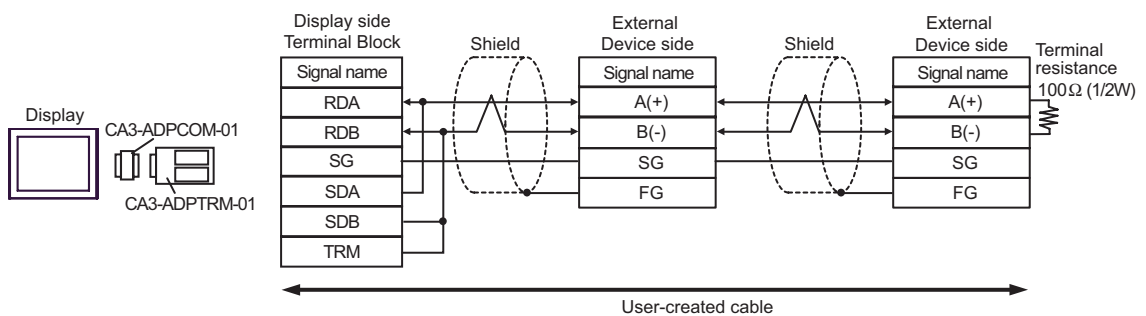 Display side
Terminal Block
Shield
External
Device side
Shield
External
Device side
Terminal
resistance
100Ω (1/2W)
Signal name
Signal name
Signal name
RDA
A(+)
A(+)
RDB
B(-)
B(-)
SG
SG
SG
SDA
FG
FG
SDB
TRM
Display
CA3-ADPCOM-01
CA3-ADPTRM-01
User-created cable